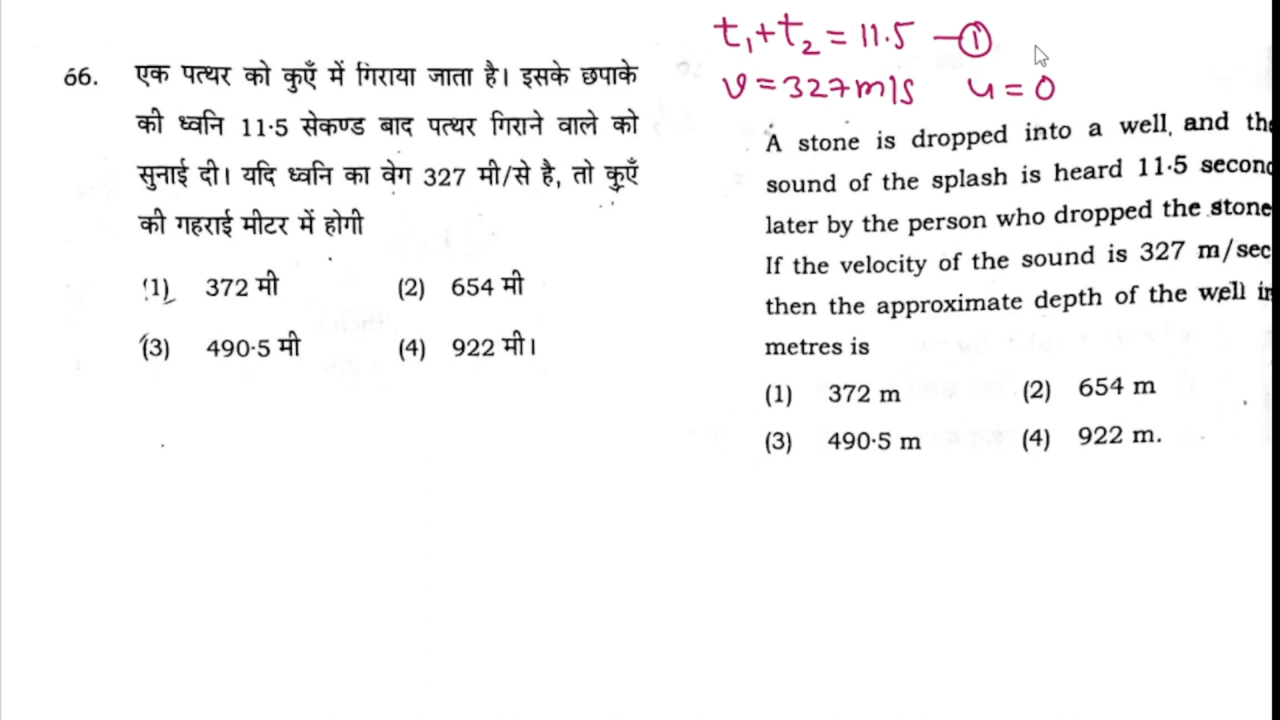 66. एक पत्थर को कुएँ में गिराया जाता है। इसके छपाके
की ध्वनि 11·5 सेकण्ड बाद पत्थर गिराने वाले को
सुनाई दी। यदि ध्वनि का वेग 327 मी/से है, तो कुएँ
की गहराई मीटर में होगी
(1) 372 मी (2) 654 मी
(3) 490·5 मी (4) 922 मी।
t₁+t₂ = 11.5 —①
v = 327 m/s u = 0
A stone is dropped into a well, and the
sound of the splash is heard 11·5 second
later by the person who dropped the stone
If the velocity of the sound is 327 m/sec
then the approximate depth of the well in
metres is
(1) 372 m (2) 654 m
(3) 490·5 m (4) 922 m.